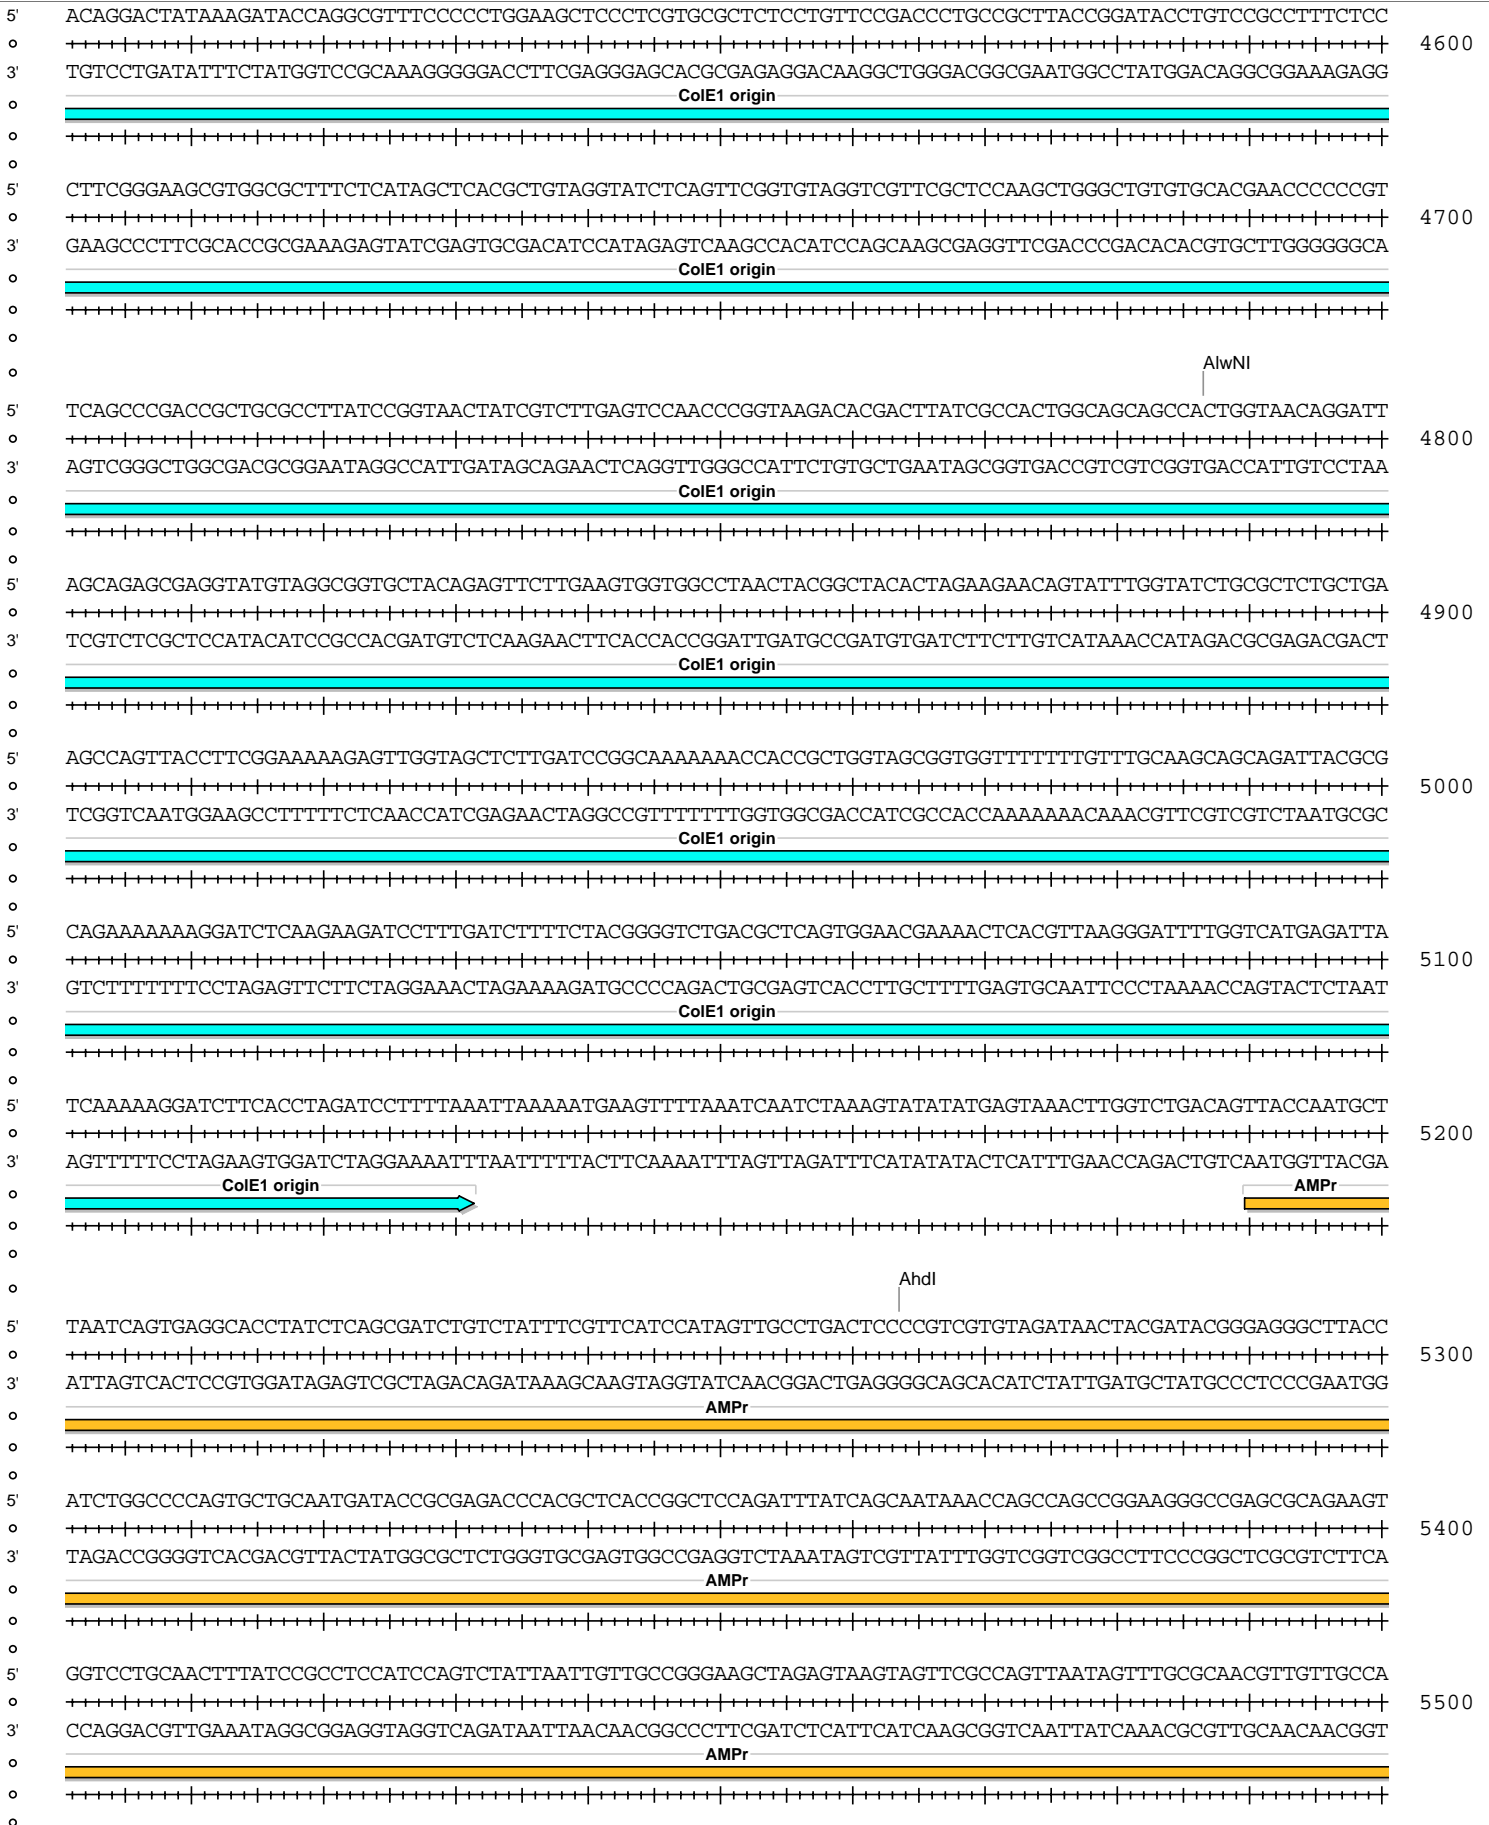 5' ACAGGACTATAAAGATACCAGGCGTTTCCCCCTGGAAGCTCCCTCGTGCGCTCTCCTGTTCCGACCCTGCCGCTTACCGGATACCTGTCCGCCTTTCTCC
4600
3' TGTCCTGATATTTCTATGGTCCGCAAAGGGGGACCTTCGAGGGAGCACGCGAGAGGACAAGGCTGGGACGGCGAATGGCCTATGGACAGGCGGAAAGAGG
ColE1 origin
5' CTTCGGGAAGCGTGGCGCTTTCTCATAGCTCACGCTGTAGGTATCTCAGTTCGGTGTAGGTCGTTCGCTCCAAGCTGGGCTGTGTGCACGAACCCCCCGT
4700
3' GAAGCCCTTCGCACCGCGAAAGAGTATCGAGTGCGACATCCATAGAGTCAAGCCACATCCAGCAAGCGAGGTTCGACCCGACACACGTGCTTGGGGGGCA
ColE1 origin
AlwNI
5' TCAGCCCGACCGCTGCGCCTTATCCGGTAACTATCGTCTTGAGTCCAACCCGGTAAGACACGACTTATCGCCACTGGCAGCAGCCACTGGTAACAGGATT
4800
3' AGTCGGGCTGGCGACGCGGAATAGGCCATTGATAGCAGAACTCAGGTTGGGCCATTCTGTGCTGAATAGCGGTGACCGTCGTCGGTGACCATTGTCCTAA
ColE1 origin
5' AGCAGAGCGAGGTATGTAGGCGGTGCTACAGAGTTCTTGAAGTGGTGGCCTAACTACGGCTACACTAGAAGAACAGTATTTGGTATCTGCGCTCTGCTGA
4900
3' TCGTCTCGCTCCATACATCCGCCACGATGTCTCAAGAACTTCACCACCGGATTGATGCCGATGTGATCTTCTTGTCATAAACCATAGACGCGAGACGACT
ColE1 origin
5' AGCCAGTTACCTTCGGAAAAAGAGTTGGTAGCTCTTGATCCGGCAAAAAAACCACCGCTGGTAGCGGTGGTTTTTTTGTTTGCAAGCAGCAGATTACGCG
5000
3' TCGGTCAATGGAAGCCTTTTTCTCAACCATCGAGAACTAGGCCGTTTTTTTGGTGGCGACCATCGCCACCAAAAAAACAAACGTTCGTCGTCTAATGCGC
ColE1 origin
5' CAGAAAAAAAGGATCTCAAGAAGATCCTTTGATCTTTTCTACGGGGTCTGACGCTCAGTGGAACGAAAACTCACGTTAAGGGATTTTGGTCATGAGATTA
5100
3' GTCTTTTTTTCCTAGAGTTCTTCTAGGAAACTAGAAAAGATGCCCCAGACTGCGAGTCACCTTGCTTTTGAGTGCAATTCCCTAAAACCAGTACTCTAAT
ColE1 origin
5' TCAAAAAGGATCTTCACCTAGATCCTTTTAAATTAAAAATGAAGTTTTAAATCAATCTAAAGTATATATGAGTAAACTTGGTCTGACAGTTACCAATGCT
5200
3' AGTTTTTCCTAGAAGTGGATCTAGGAAAATTTAATTTTTACTTCAAAATTTAGTTAGATTTCATATATACTCATTTGAACCAGACTGTCAATGGTTACGA
ColE1 origin AMPr
AhdI
5' TAATCAGTGAGGCACCTATCTCAGCGATCTGTCTATTTCGTTCATCCATAGTTGCCTGACTCCCCGTCGTGTAGATAACTACGATACGGGAGGGCTTACC
5300
3' ATTAGTCACTCCGTGGATAGAGTCGCTAGACAGATAAAGCAAGTAGGTATCAACGGACTGAGGGGCAGCACATCTATTGATGCTATGCCCTCCCGAATGG
AMPr
5' ATCTGGCCCCAGTGCTGCAATGATACCGCGAGACCCACGCTCACCGGCTCCAGATTTATCAGCAATAAACCAGCCAGCCGGAAGGGCCGAGCGCAGAAGT
5400
3' TAGACCGGGGTCACGACGTTACTATGGCGCTCTGGGTGCGAGTGGCCGAGGTCTAAATAGTCGTTATTTGGTCGGTCGGCCTTCCCGGCTCGCGTCTTCA
AMPr
5' GGTCCTGCAACTTTATCCGCCTCCATCCAGTCTATTAATTGTTGCCGGGAAGCTAGAGTAAGTAGTTCGCCAGTTAATAGTTTGCGCAACGTTGTTGCCA
5500
3' CCAGGACGTTGAAATAGGCGGAGGTAGGTCAGATAATTAACAACGGCCCTTCGATCTCATTCATCAAGCGGTCAATTATCAAACGCGTTGCAACAACGGT
AMPr